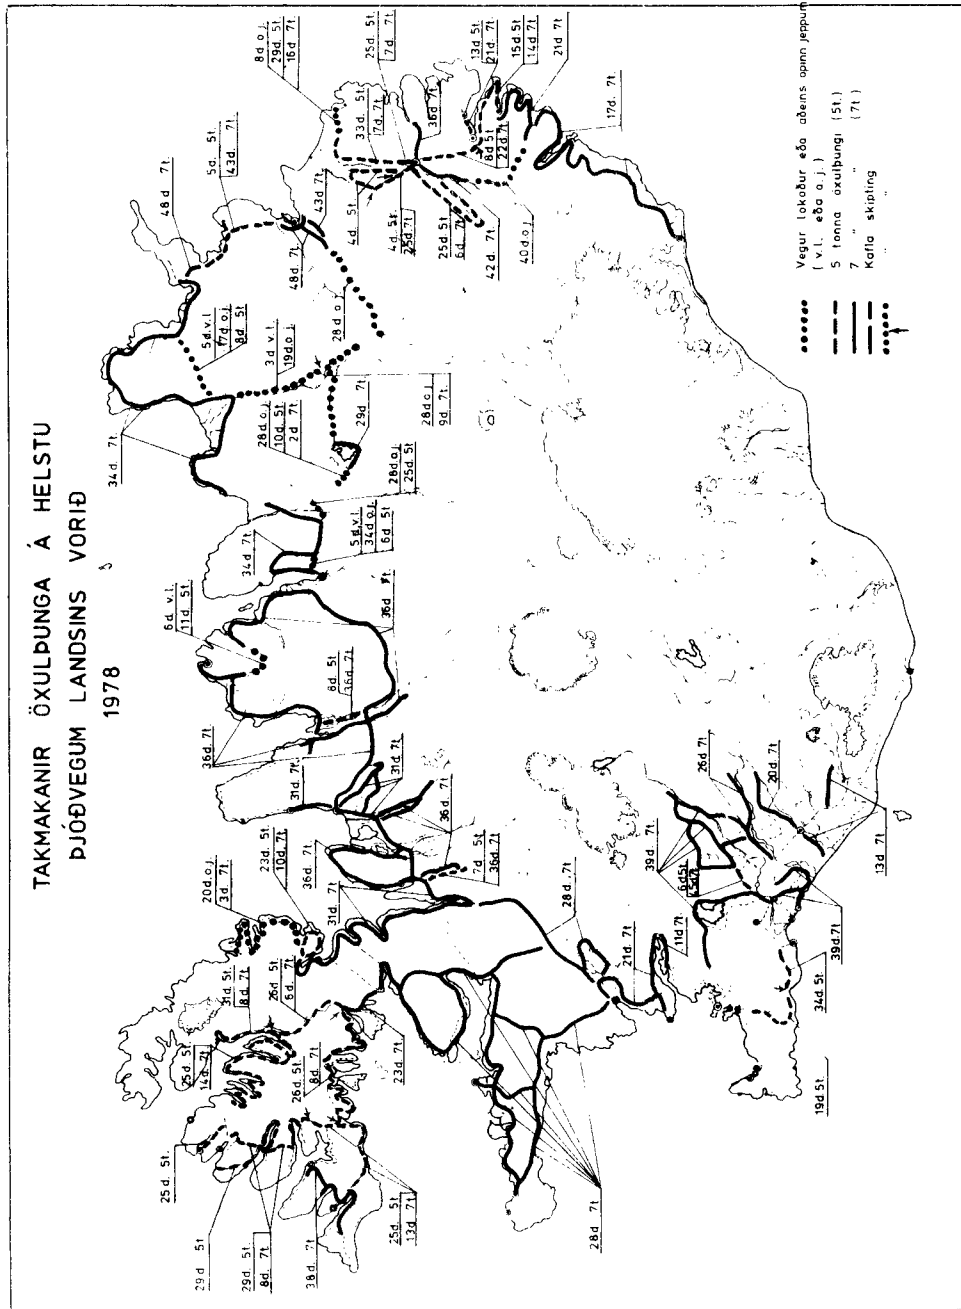 TAKMAKANIR ÖXULÞUNGA Á HELSTU
ÞJÓÐVEGUM LANDSINS VORIÐ
1978
25d. 5t
29d 5t
29d. 5t
8d. 7t
38d. 7t
25d. 5t
13d. 7t
25d. 5t
14d. 7t
31d. 5t
8d. 7t
26d. 5t
6d. 7t
26d. 5t
8d. 7t
23d. 7t
20d.o.j
3d. 7t
23d. 5t
10d. 7t
31d. 7t
36d. 7t
7d. 5t
36d. 7t
31d. 7t
31d. 7t
36d. 7t
36d. 7t
6d v.l.
11d. 5t
8d. 5t
36d. 7t
36d 7t
34d 7t
5d.v.l
34d.o.j
6d 5t
28d.o.j
25d. 5t
34d. 7t
28d.o.j
10d. 5t
2d 7t
5d.v.l
17d.o.j
8d. 5t
3d v.l
19d.o.j
28d o.j
29d 7t
28d o.j
9d. 7t
48d 7t
5d. 5t
43d. 7t
48d. 7t
43d 7t
8d o.j
29d 5t
16d 7t
25d 5t
7d. 7t
33d. 5t
17d. 7t
36d 7t
4d. 5t
4d. 5t
25d. 7t
25d 5t
6d 7t
42d 7t
40d.o.j
8d 5t
22d. 7t
13d 5t
21d. 7t
15d 5t
14d 7t
21d 7t
17d. 7t
28d. 7t
28d 7t
21d. 7t
11d 7t
39d. 7t
6d 5t
26d. 7t
20d. 7t
13d 7t
39d. 7t
34d. 5t
19d. 5t
Vegur lokaður eða aðeins opinn jeppum
( v.l. eða o.j.)
5 tonna öxulþungi (5t.)
7 " " (7t)
Kafla skipting
" "